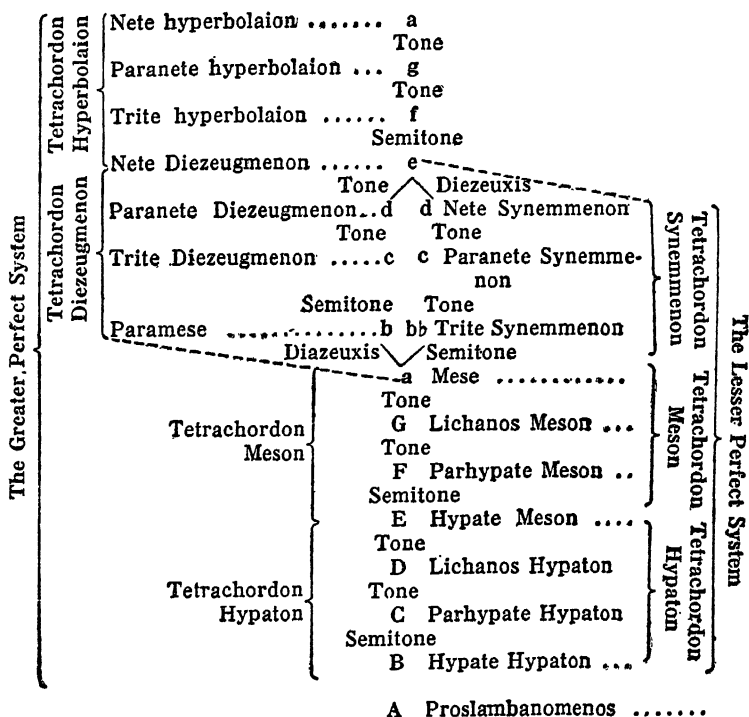 Nete hyperbolaion ....... a
Tone
Paranete hyperbolaion ... g
Tone
Trite hyperbolaion ...... f
Semitone
Nete Diezeugmenon ...... e
Tone Diezeuxis
Paranete Diezeugmenon..d d Nete Synemmenon
Tone Tone
Trite Diezeugmenon .....c c Paranete Synemme-
non
Semitone Tone
Paramese ................b bb Trite Synemmenon
Diazeuxis Semitone
a Mese ............
Tone
G Lichanos Meson ...
Tone
F Parhypate Meson ..
Semitone
E Hypate Meson ....
Tone
D Lichanos Hypaton
Tone
C Parhypate Hypaton
Semitone
B Hypate Hypaton ...
A Proslambanomenos .......
The Greater Perfect System
Tetrachordon
Hyperbolaion
Tetrachordon
Diezeugmenon
Tetrachordon
Meson
Tetrachordon
Hypaton
Tetrachordon
Synemmenon
Tetrachordon
Meson
Tetrachordon
Hypaton
The Lesser Perfect System